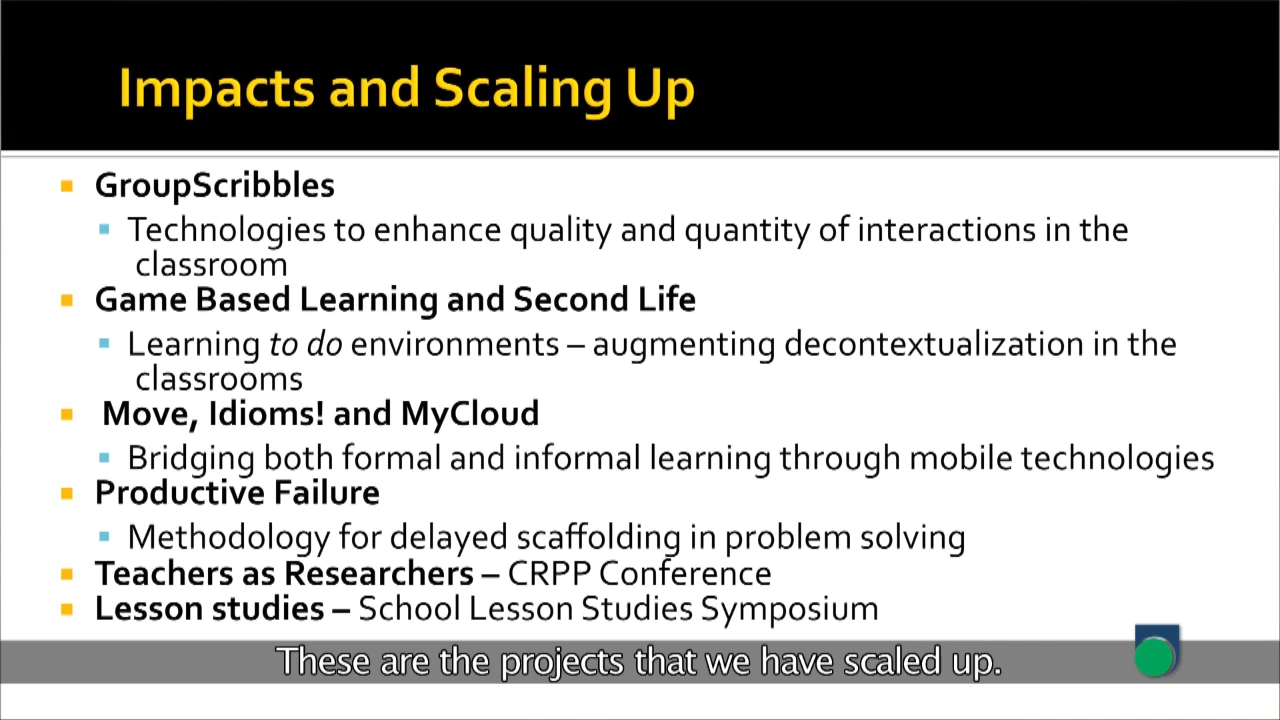 Impacts and Scaling Up
GroupScribbles
Technologies to enhance quality and quantity of interactions in the
classroom
Game Based Learning and Second Life
Learning to do environments – augmenting decontextualization in the
classrooms
Move, Idioms! and MyCloud
Bridging both formal and informal learning through mobile technologies
Productive Failure
Methodology for delayed scaffolding in problem solving
Teachers as Researchers – CRPP Conference
Lesson studies – School Lesson Studies Symposium
These are the projects that we have scaled up.